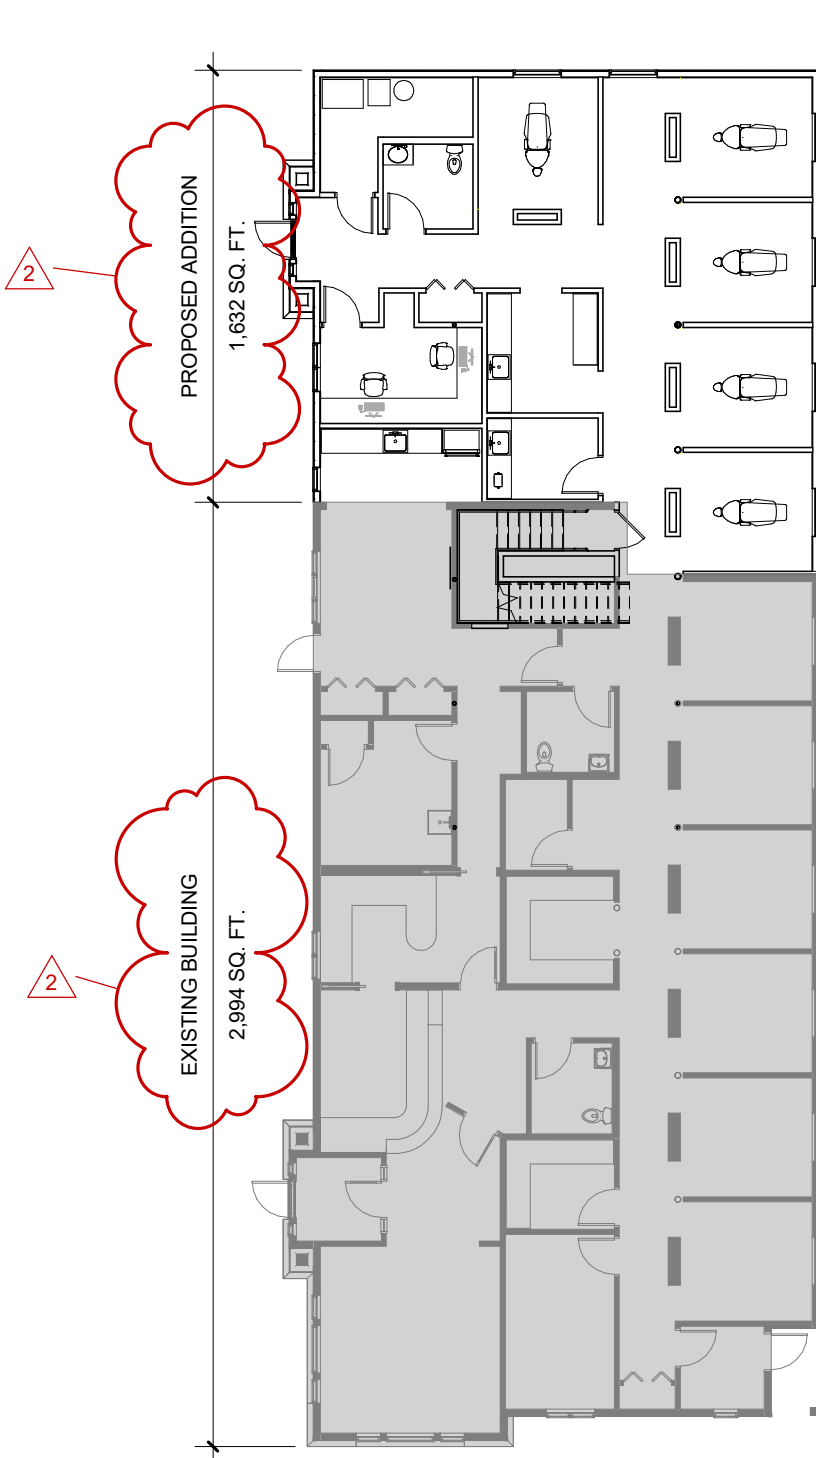 PROPOSED ADDITION
1,632 SQ. FT.
2
EXISTING BUILDING
2,994 SQ. FT.
2